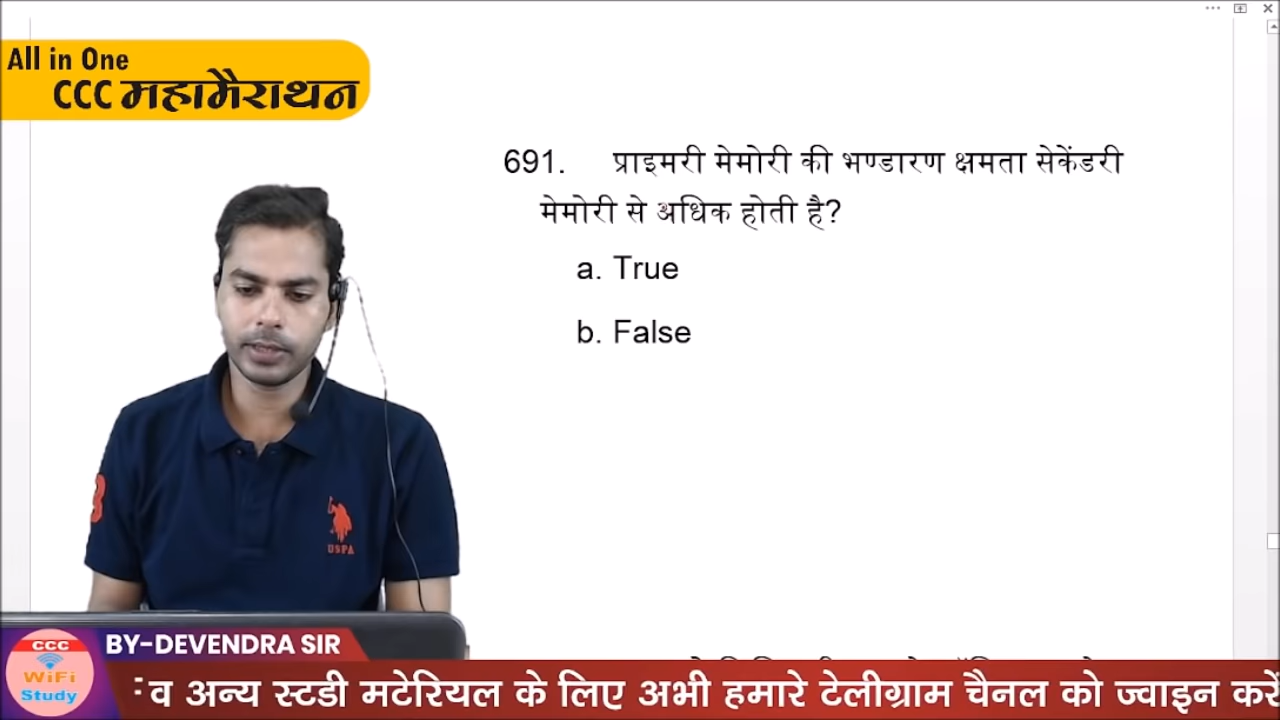 All in One
CCC महामैराथन
691. प्राइमरी मेमोरी की भण्डारण क्षमता सेकेंडरी
मेमोरी से अधिक होती है?
a. True
b. False
USPA
BY-DEVENDRA SIR
CCC
WiFi
Study
व अन्य स्टडी मटेरियल के लिए अभी हमारे टेलीग्राम चैनल को ज्वाइन करें